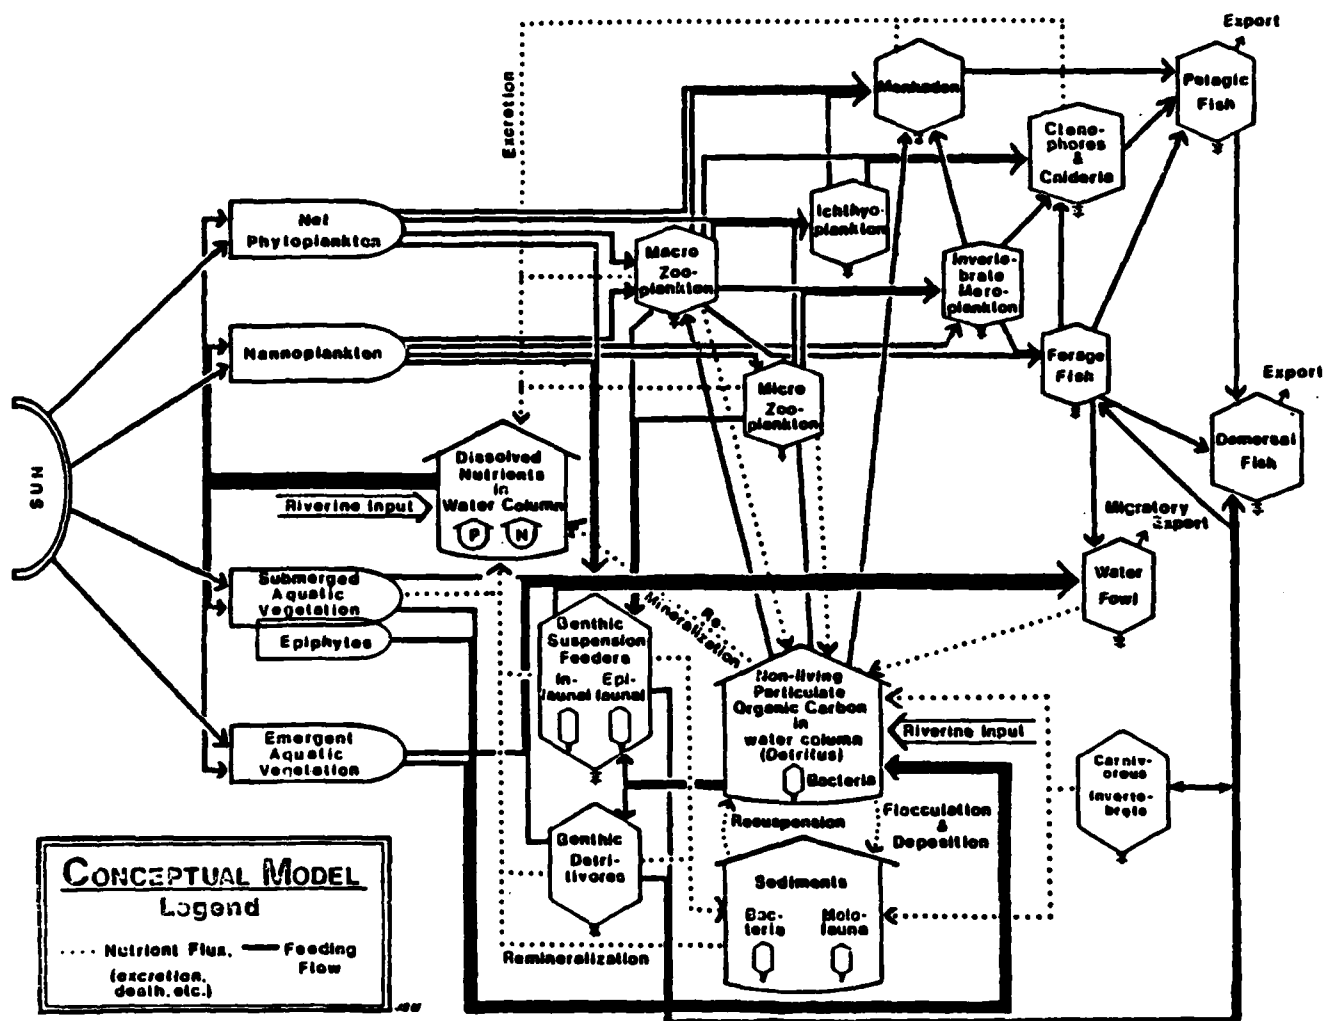 Export
Excretion
Menhaden
Pelagic
Fish
Cteno-
phores
&
Cnidaria
Net
Phytoplankton
Ichthyo-
plankton
Macro
Zoo-
plankton
Inverte-
brate
Mero-
plankton
Nannoplankton
Forage
Fish
Export
Micro
Zoo-
plankton
Demersal
Fish
SUN
Dissolved
Nutrients
in
Water Column
P N
Riverine Input
Migratory
Export
Water
Fowl
Submerged
Aquatic
Vegetation
Epiphytes
Re-
Mineralization
Benthic
Suspension
Feeders
In-
faunal
Epi-
faunal
Non-living
Particulate
Organic Carbon
in
water column
(Detritus)
Bacteria
Riverine Input
Emergent
Aquatic
Vegetation
Carniv-
orous
Inverte-
brate
Resuspension
Flocculation
&
Deposition
Benthic
Detri-
tivores
Sediments
Bac-
teria
Meio-
fauna
Remineralization
CONCEPTUAL MODEL
Legend
Nutrient Flux,
(excretion,
death, etc.)
Feeding
Flow